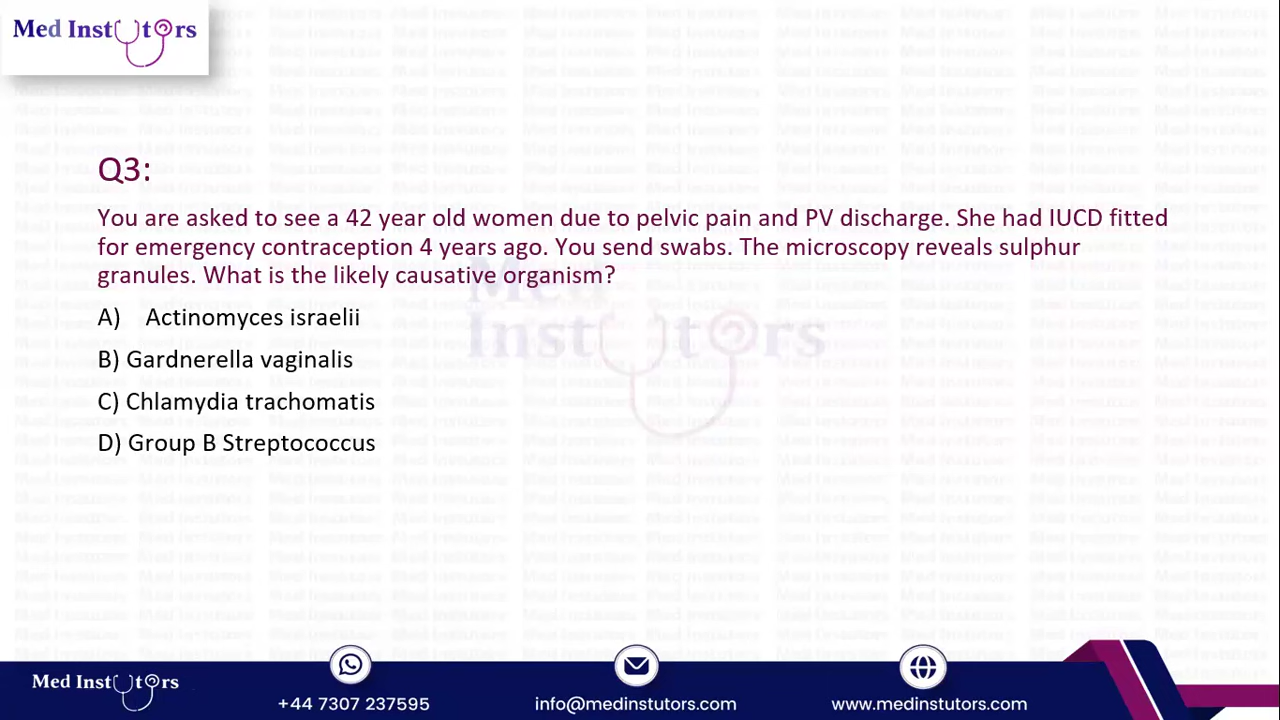 Med Instutors
Q3:
You are asked to see a 42 year old women due to pelvic pain and PV discharge. She had IUCD fitted
for emergency contraception 4 years ago. You send swabs. The microscopy reveals sulphur
granules. What is the likely causative organism?
Med
Instutors
A) Actinomyces israelii
B) Gardnerella vaginalis
C) Chlamydia trachomatis
D) Group B Streptococcus
Med Instutors
+44 7307 237595
info@medinstutors.com
www.medinstutors.com